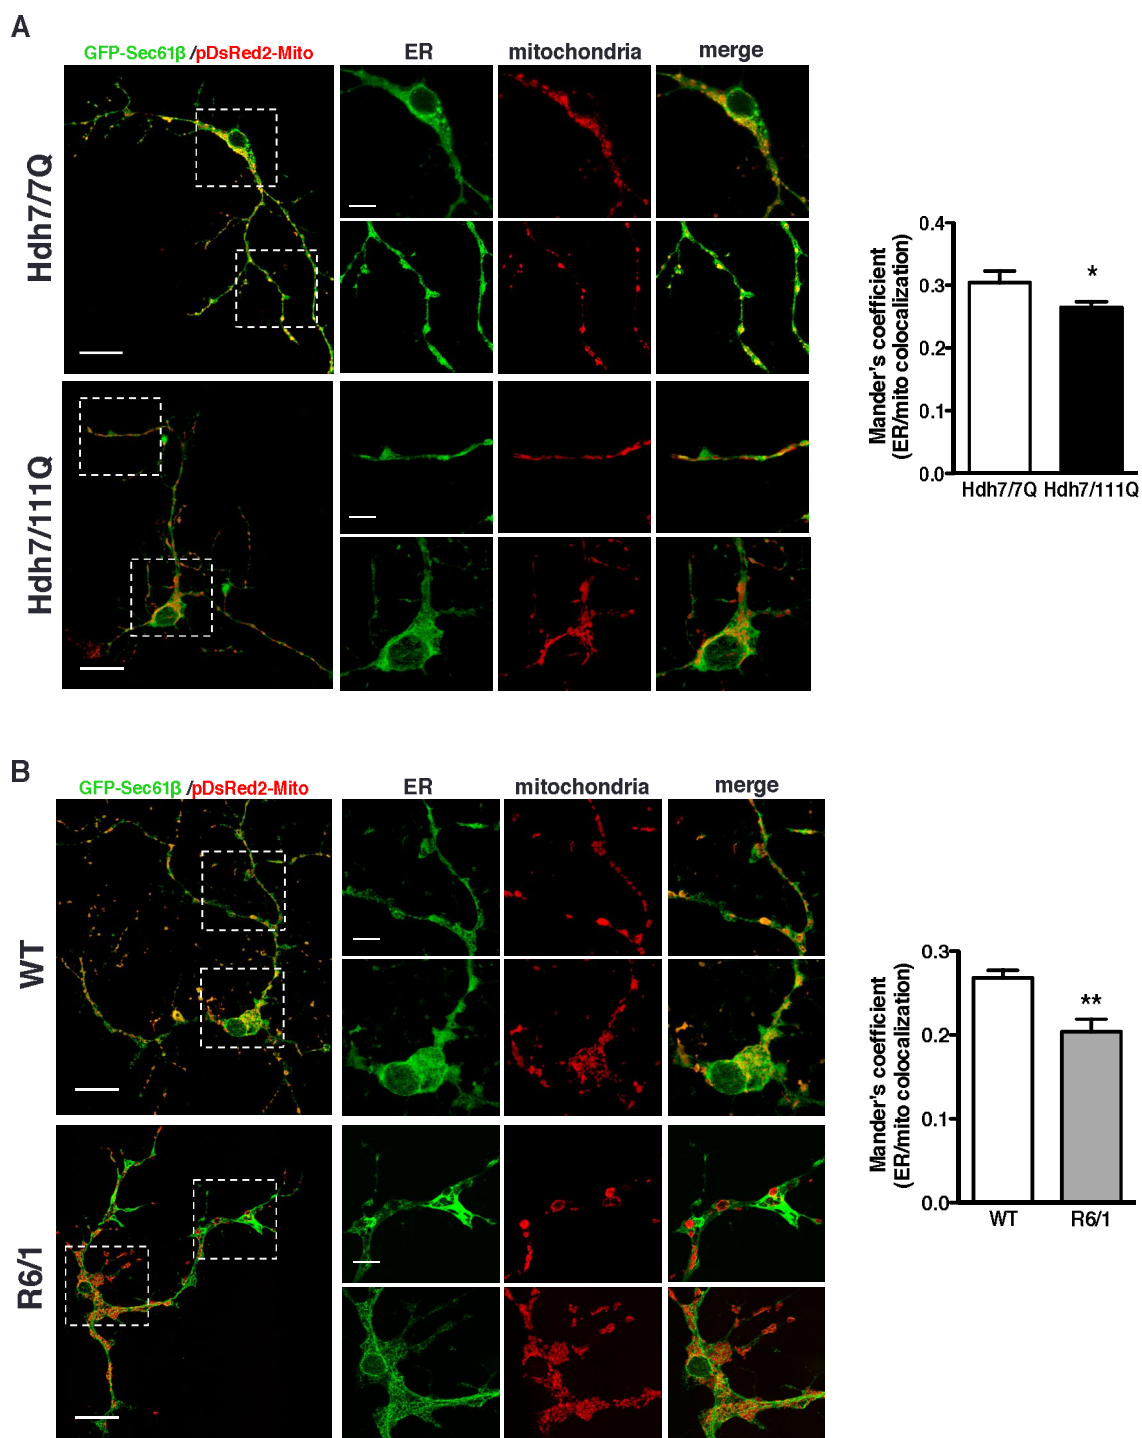 A
GFP-Sec61β /pDsRed2-Mito
ER
mitochondria
merge
Hdh7/7Q
Hdh7/111Q
Mander's coefficient
(ER/mito colocalization)
0.4
0.3
0.2
0.1
0.0
*
Hdh7/7Q
Hdh7/111Q
B
GFP-Sec61β /pDsRed2-Mito
ER
mitochondria
merge
WT
R6/1
Mander's coefficient
(ER/mito colocalization)
0.3
0.2
0.1
0.0
**
WT
R6/1